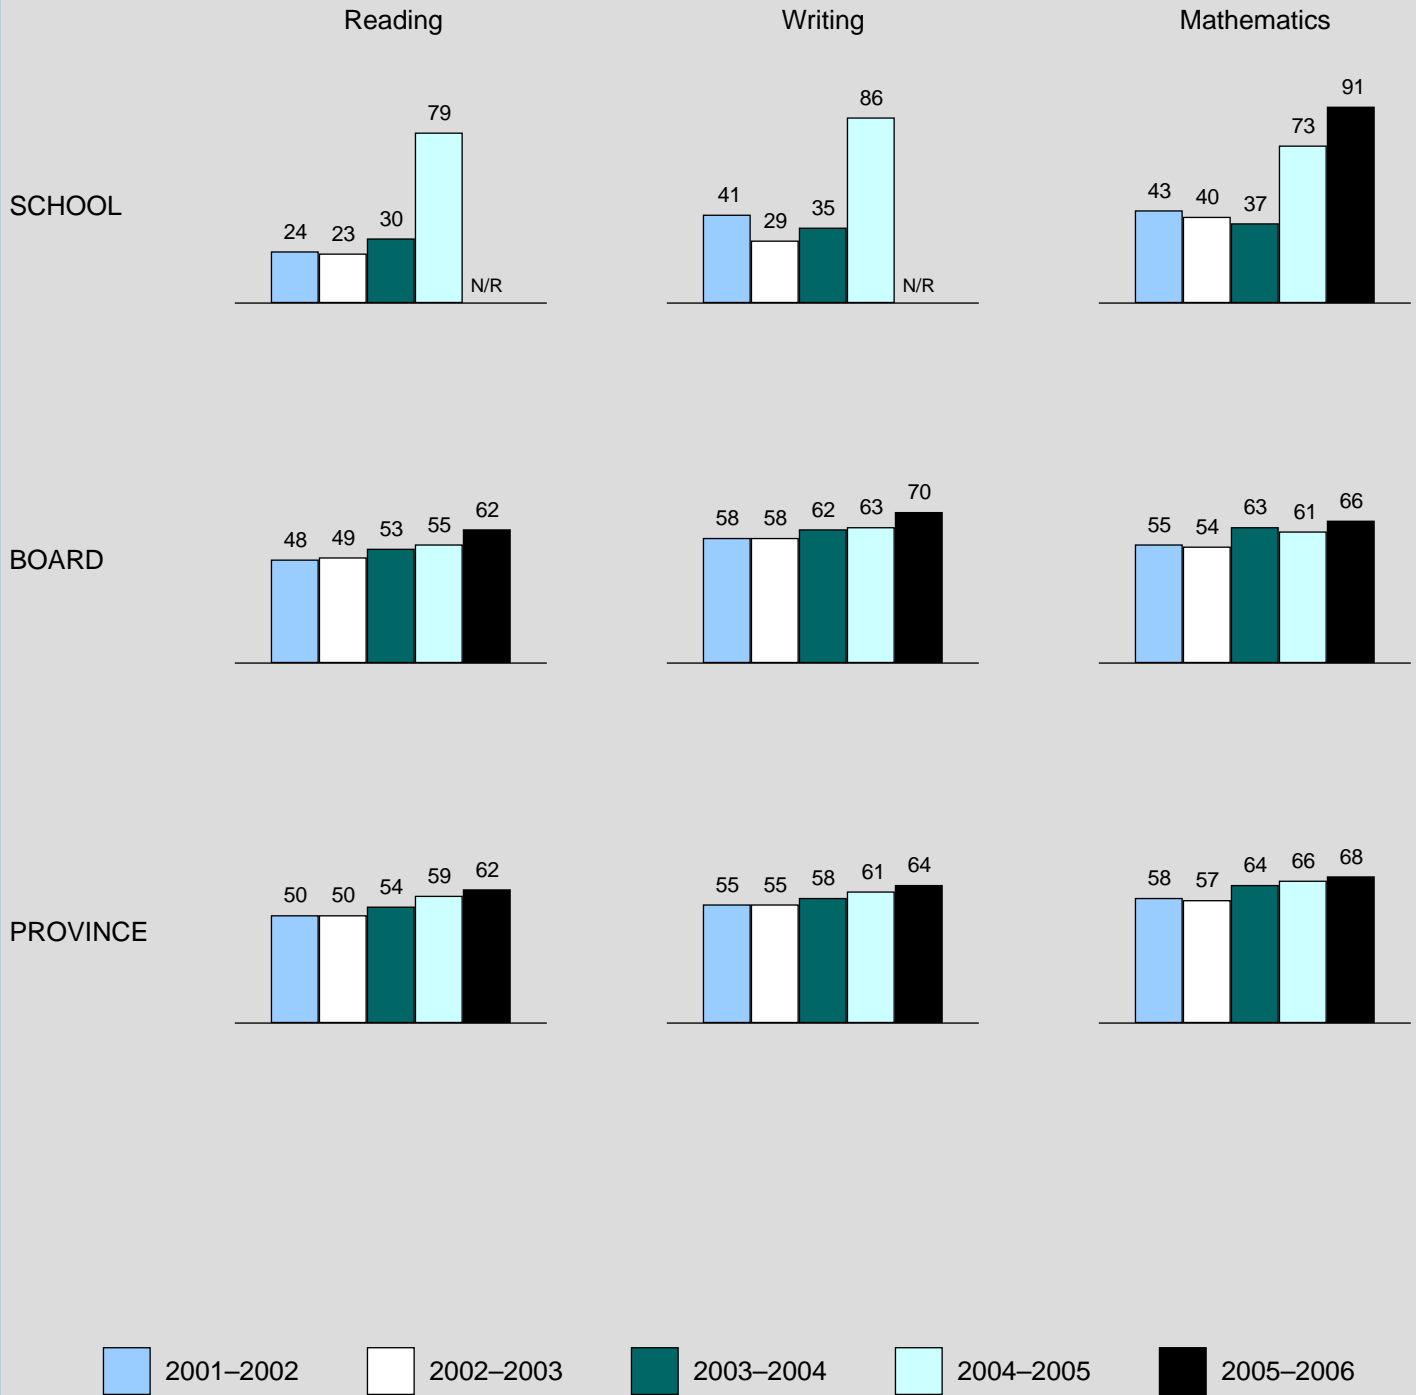 Reading Writing Mathematics
SCHOOL
24 23 30 79 N/R
41 29 35 86 N/R
43 40 37 73 91
BOARD
48 49 53 55 62
58 58 62 63 70
55 54 63 61 66
PROVINCE
50 50 54 59 62
55 55 58 61 64
58 57 64 66 68
2001–2002 2002–2003 2003–2004 2004–2005 2005–2006